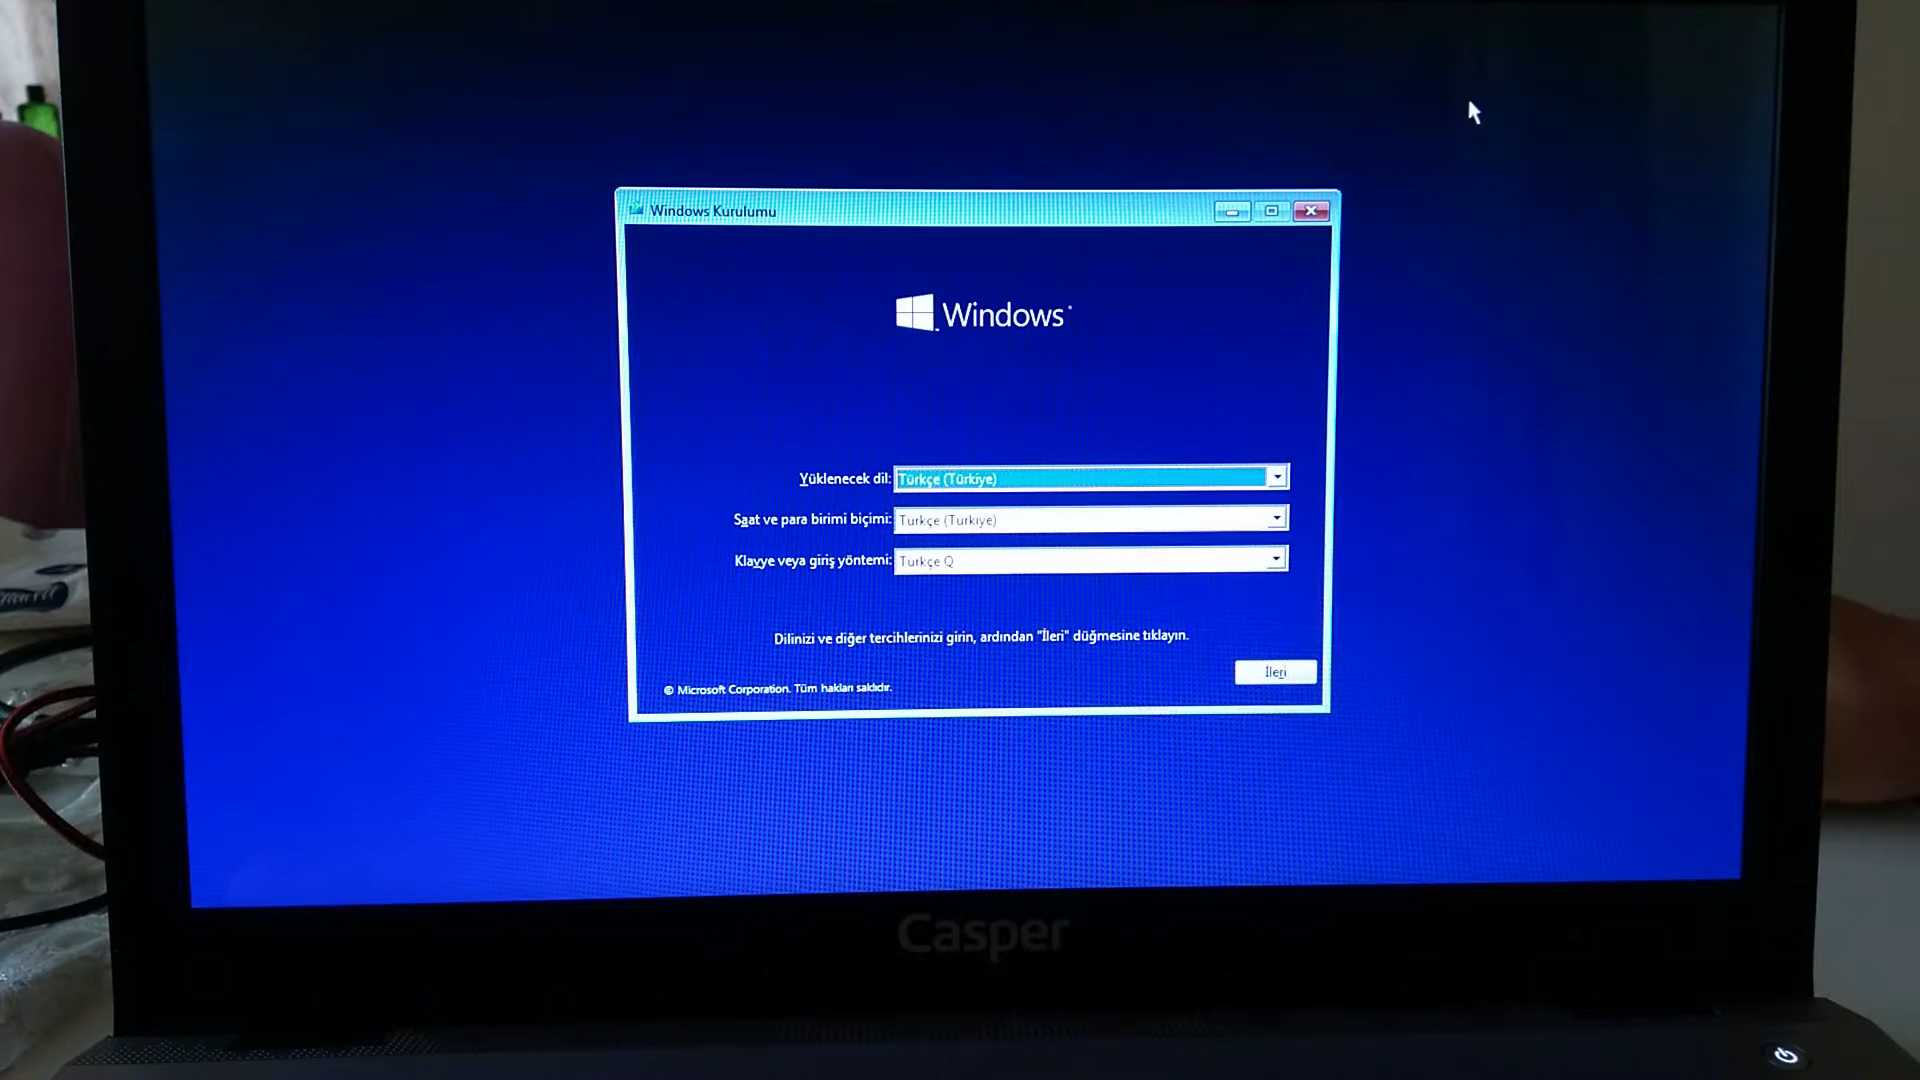 Windows Kurulumu
Windows
Yüklenecek dil: Türkçe (Türkiye)
Saat ve para birimi biçimi: Türkçe (Türkiye)
Klavye veya giriş yöntemi: Türkçe Q
Dilinizi ve diğer tercihlerinizi girin, ardından "İleri" düğmesine tıklayın.
İleri
© Microsoft Corporation. Tüm hakları saklıdır.
Casper